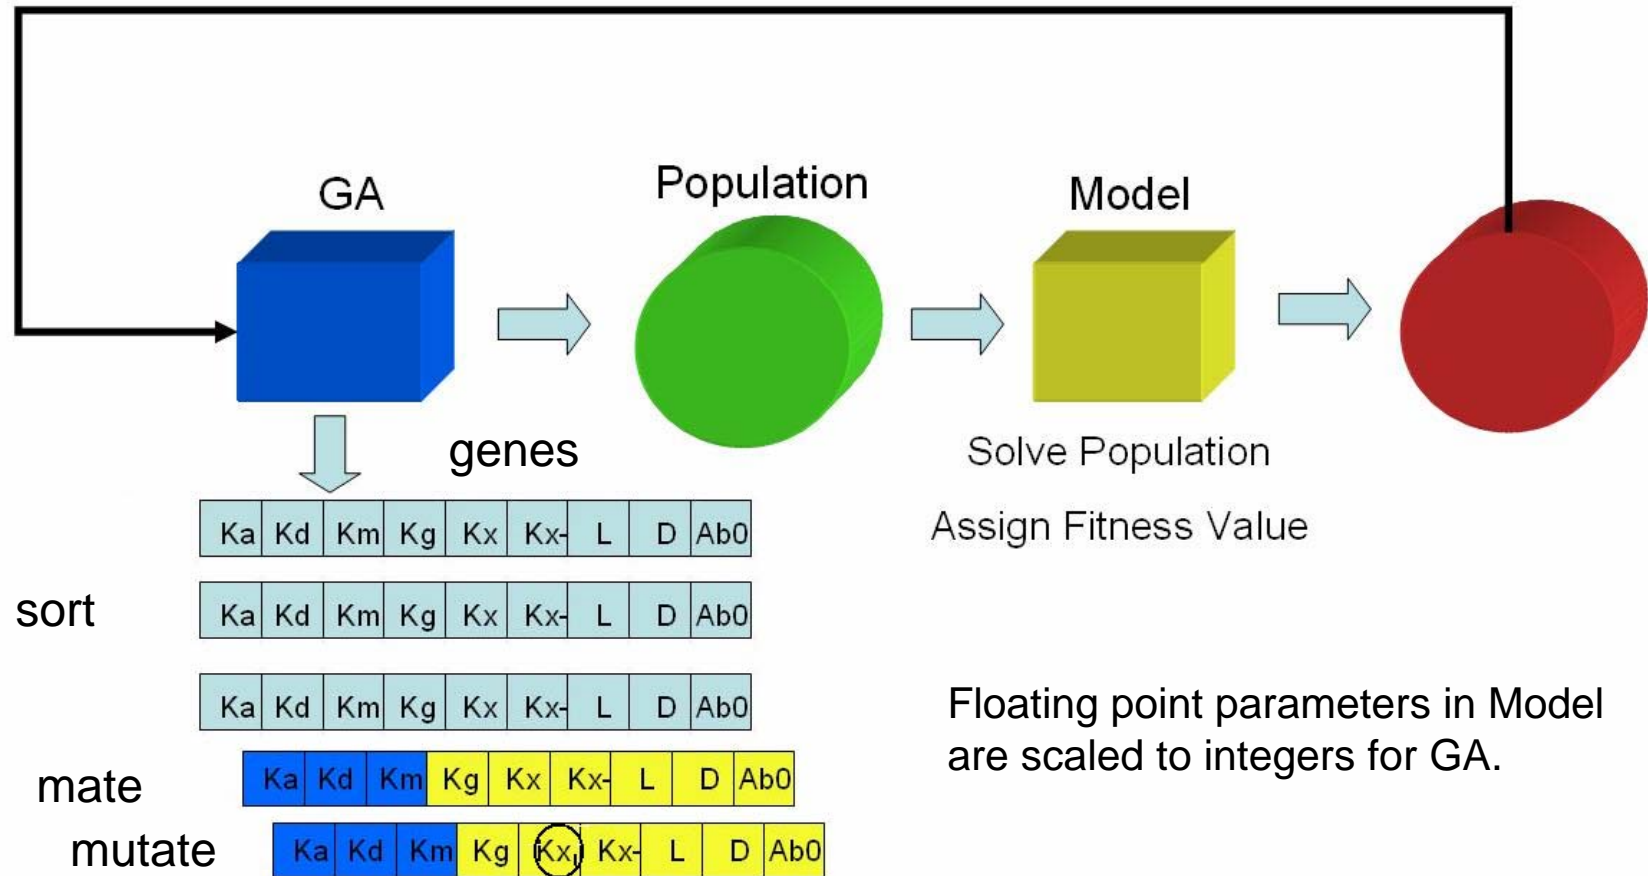 GA
Population
Model
genes
Solve Population
Assign Fitness Value
Ka Kd Km Kg Kx Kx- L D Ab0
sort
Ka Kd Km Kg Kx Kx- L D Ab0
Ka Kd Km Kg Kx Kx- L D Ab0
Floating point parameters in Model
are scaled to integers for GA.
mate
Ka Kd Km Kg Kx Kx- L D Ab0
mutate
Ka Kd Km Kg Kx Kx- L D Ab0